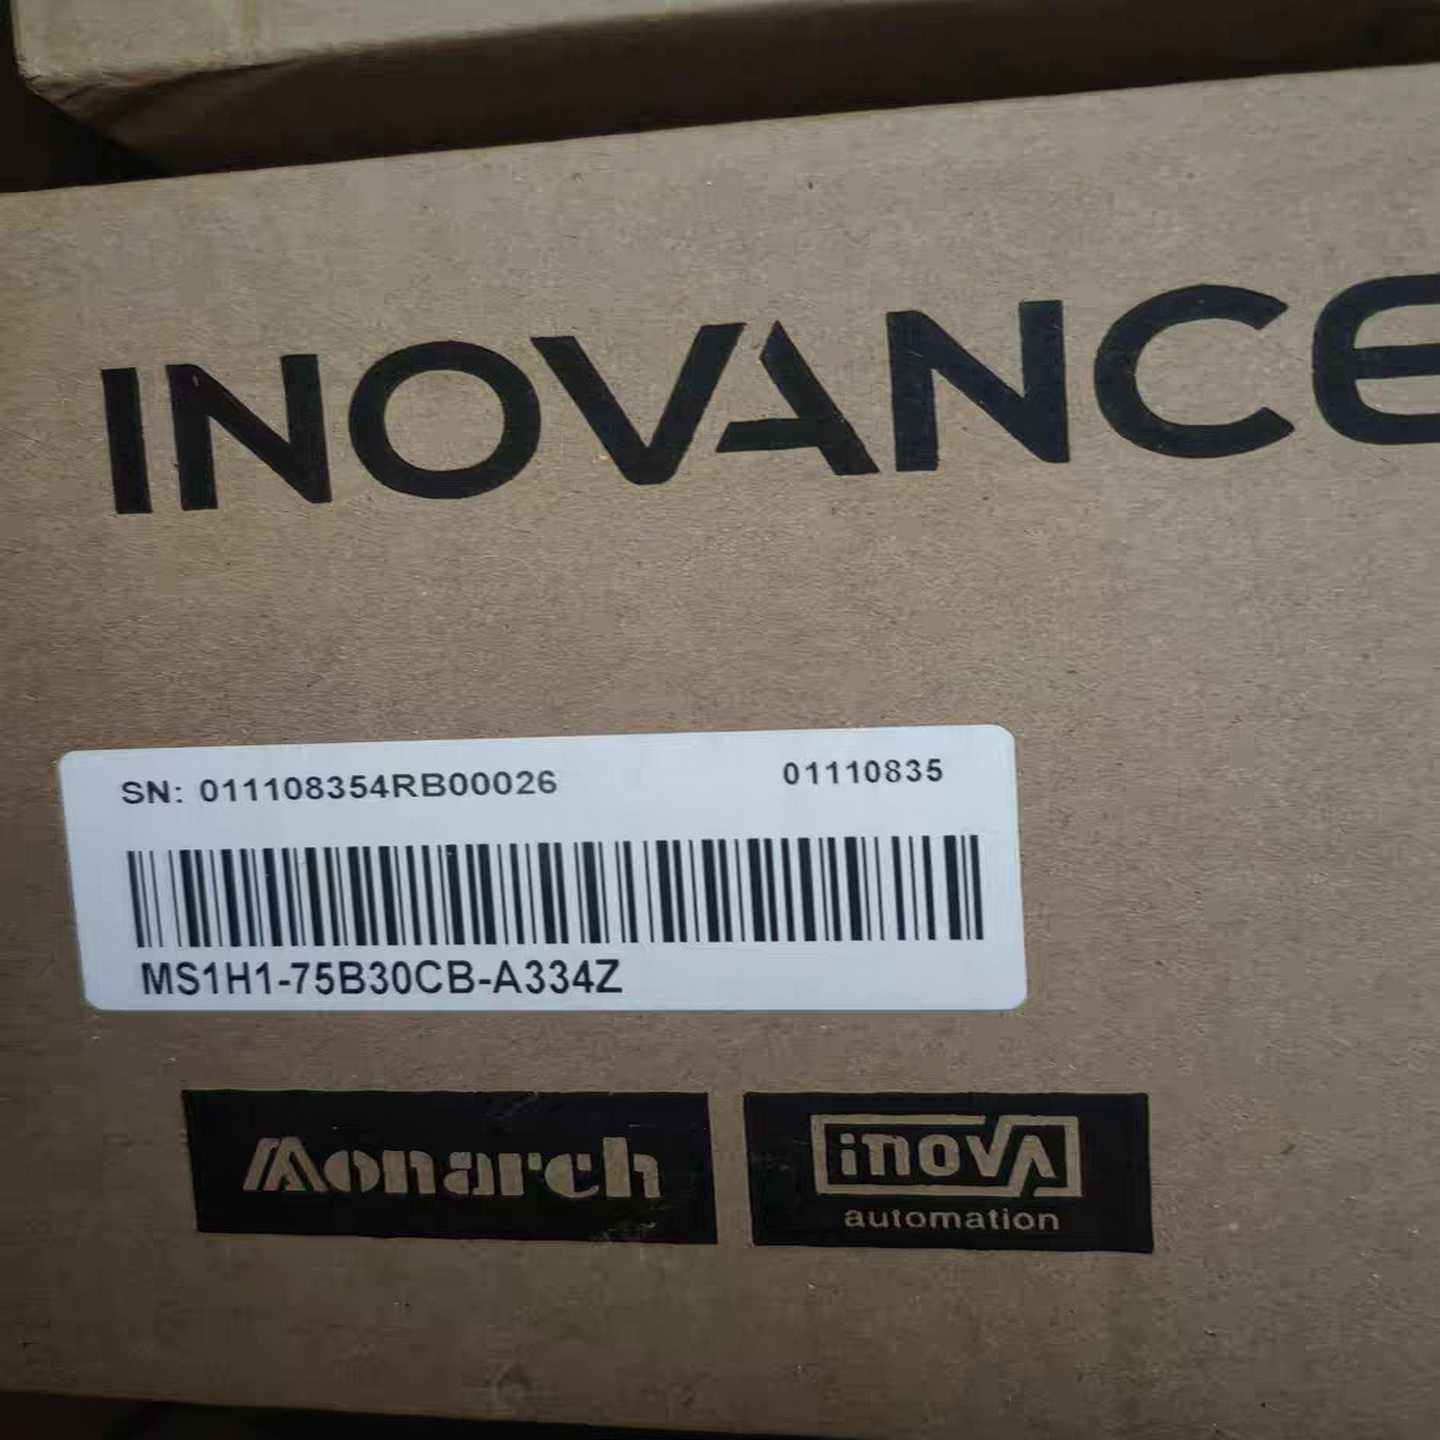 INOVANCE
SN: 011108354RB00026 01110835
MS1H1-75B30CB-A334Z
Monarch
inovA
automation